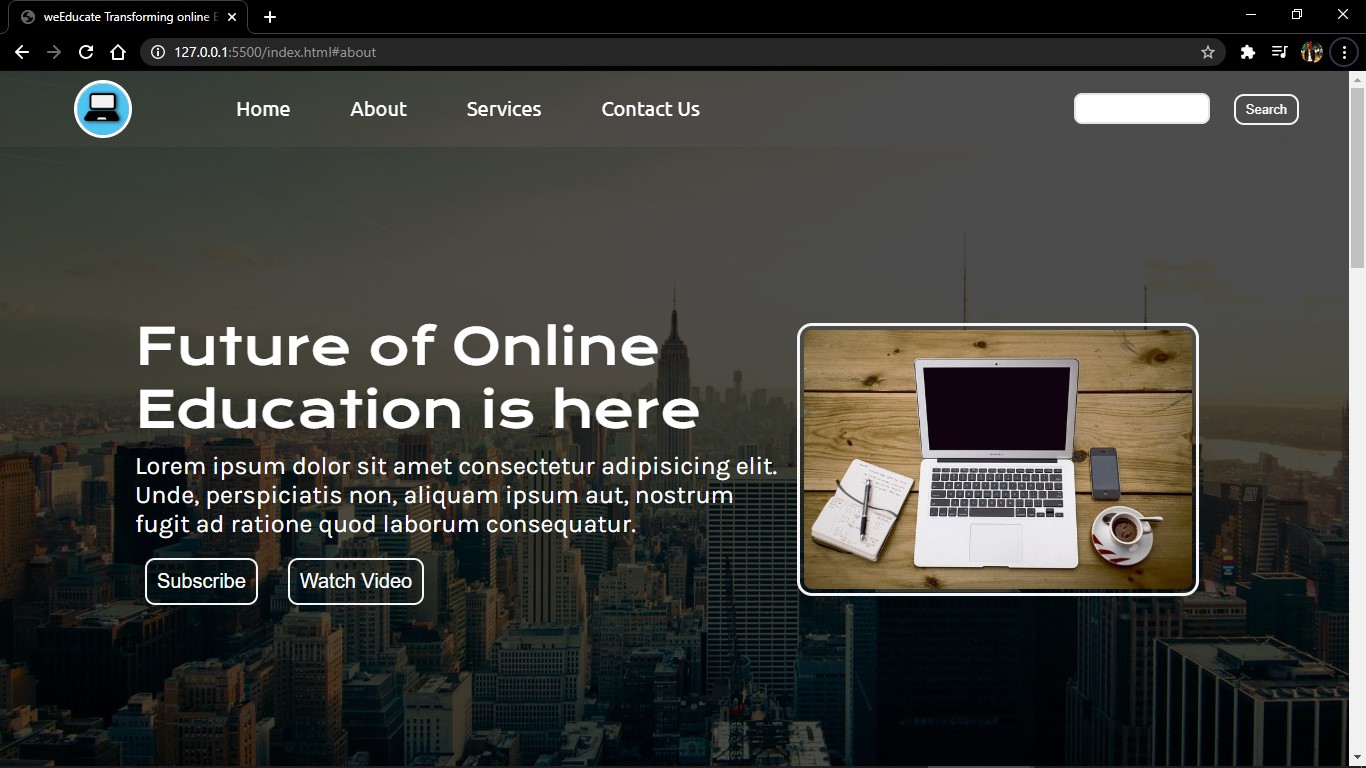 weEducate Transforming online E
127.0.0.1:5500/index.html#about
Home About Services Contact Us Search
Future of Online
Education is here
Lorem ipsum dolor sit amet consectetur adipisicing elit.
Unde, perspiciatis non, aliquam ipsum aut, nostrum
fugit ad ratione quod laborum consequatur.
Subscribe Watch Video